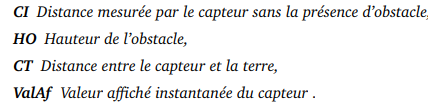 CI Distance mesurée par le capteur sans la présence d'obstacle,
HO Hauteur de l'obstacle,
CT Distance entre le capteur et la terre,
ValAf Valeur affiché instantanée du capteur .